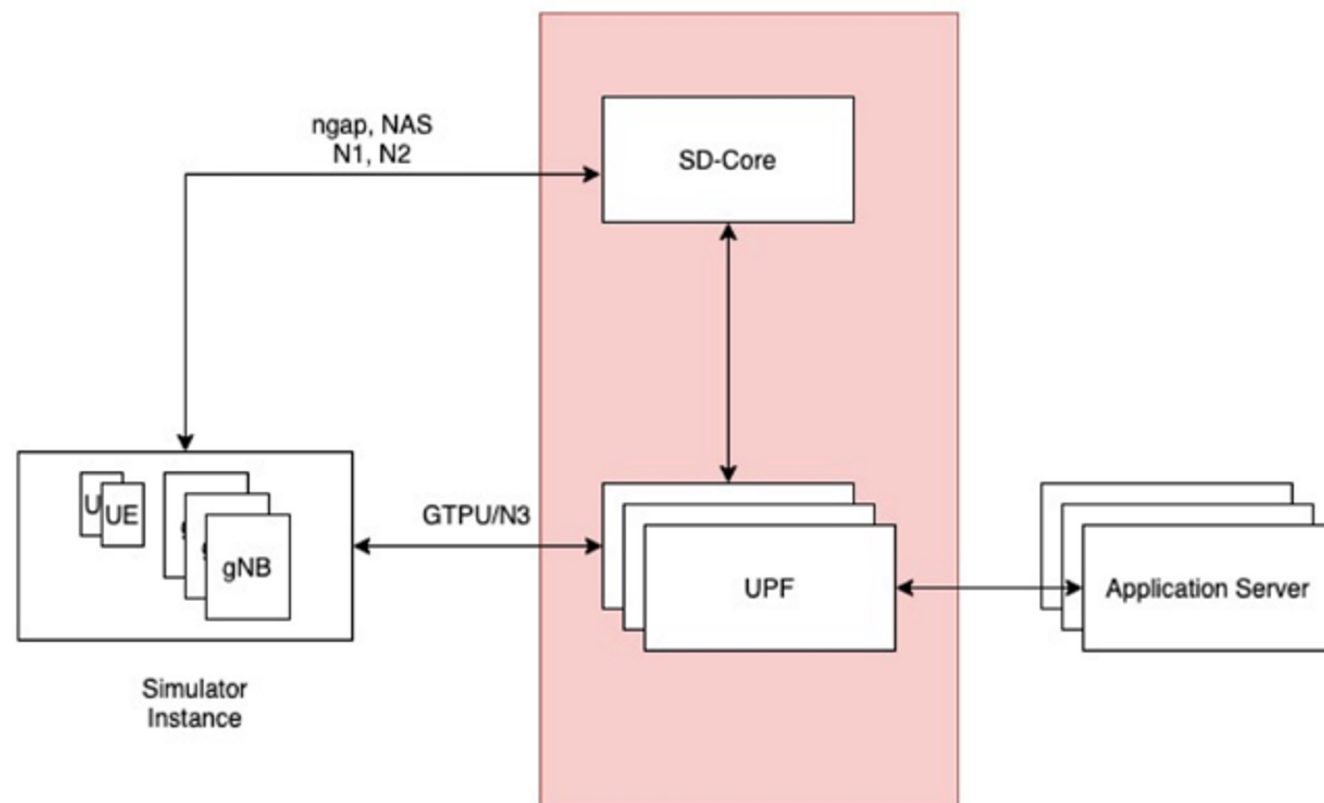 ngap, NAS
N1, N2
SD-Core
GTPU/N3
U
UE
gNB
UPF
Application Server
Simulator
Instance